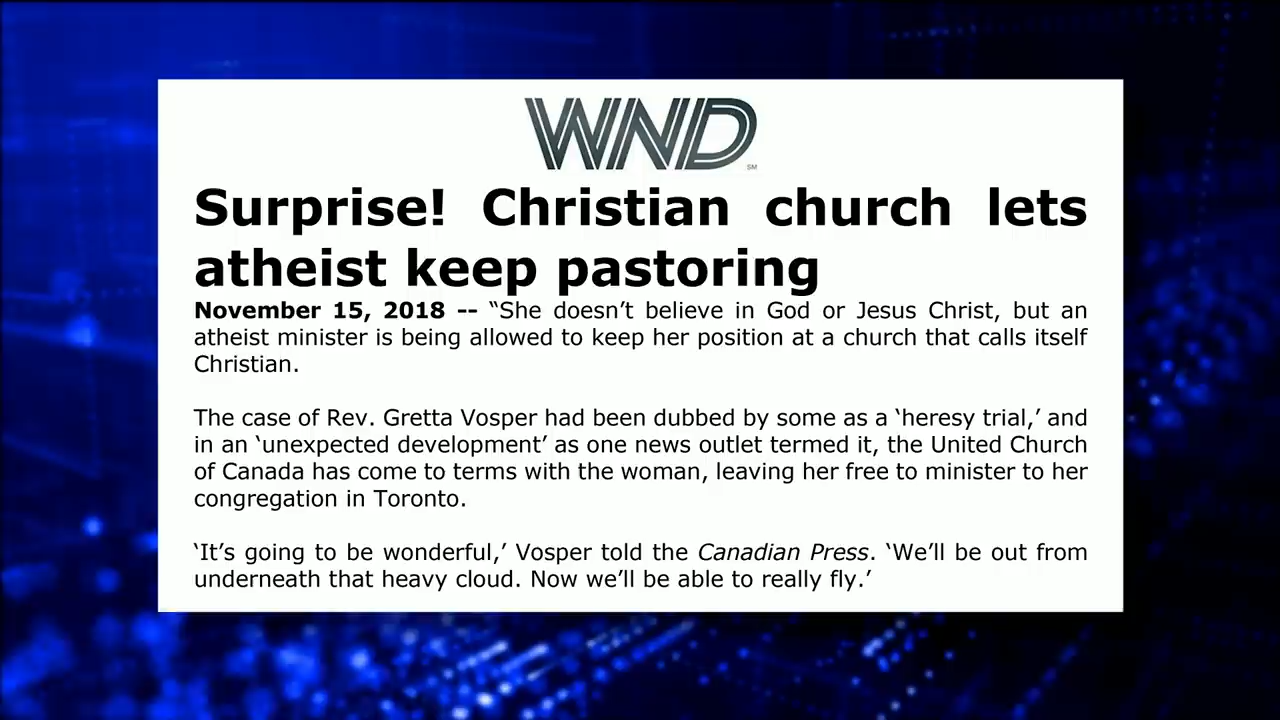 WND
SM
Surprise! Christian church lets
atheist keep pastoring
November 15, 2018 -- “She doesn’t believe in God or Jesus Christ, but an
atheist minister is being allowed to keep her position at a church that calls itself
Christian.
The case of Rev. Gretta Vosper had been dubbed by some as a ‘heresy trial,’ and
in an ‘unexpected development’ as one news outlet termed it, the United Church
of Canada has come to terms with the woman, leaving her free to minister to her
congregation in Toronto.
‘It’s going to be wonderful,’ Vosper told the Canadian Press. ‘We’ll be out from
underneath that heavy cloud. Now we’ll be able to really fly.’